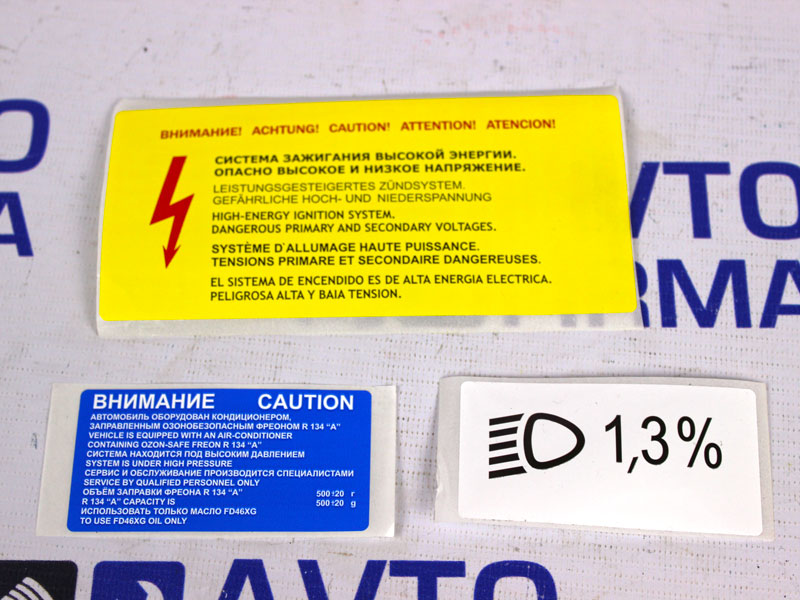 ВНИМАНИЕ! ACHTUNG! CAUTION! ATTENTION! ATENCION!
СИСТЕМА ЗАЖИГАНИЯ ВЫСОКОЙ ЭНЕРГИИ.
ОПАСНО ВЫСОКОЕ И НИЗКОЕ НАПРЯЖЕНИЕ.
LEISTUNGSGESTEIGERTES ZÜNDSYSTEM.
GEFÄHRLICHE HOCH- UND NIEDERSPANNUNG
HIGH-ENERGY IGNITION SYSTEM.
DANGEROUS PRIMARY AND SECONDARY VOLTAGES.
SYSTÈME D`ALLUMAGE HAUTE PUISSANCE.
TENSIONS PRIMARE ET SECONDAIRE DANGEREUSES.
EL SISTEMA DE ENCENDIDO ES DE ALTA ENERGIA ELECTRICA.
PELIGROSA ALTA Y BAIA TENSION.
ВНИМАНИЕ CAUTION
АВТОМОБИЛЬ ОБОРУДОВАН КОНДИЦИОНЕРОМ,
ЗАПРАВЛЕННЫМ ОЗОНОБЕЗОПАСНЫМ ФРЕОНОМ R 134 “A”
VEHICLE IS EQUIPPED WITH AN AIR-CONDITIONER
CONTAINING OZON-SAFE FREON R 134 “A”
СИСТЕМА НАХОДИТСЯ ПОД ВЫСОКИМ ДАВЛЕНИЕМ
SYSTEM IS UNDER HIGH PRESSURE
СЕРВИС И ОБСЛУЖИВАНИЕ ПРОИЗВОДИТСЯ СПЕЦИАЛИСТАМИ
SERVICE BY QUALIFIED PERSONNEL ONLY
ОБЪЁМ ЗАПРАВКИ ФРЕОНА R 134 “A” 500±20 г
R 134 “A” CAPACITY IS 500±20 g
ИСПОЛЬЗОВАТЬ ТОЛЬКО МАСЛО FD46XG
TO USE FD46XG OIL ONLY
1,3%
AVTO
FIRMA
AVTO